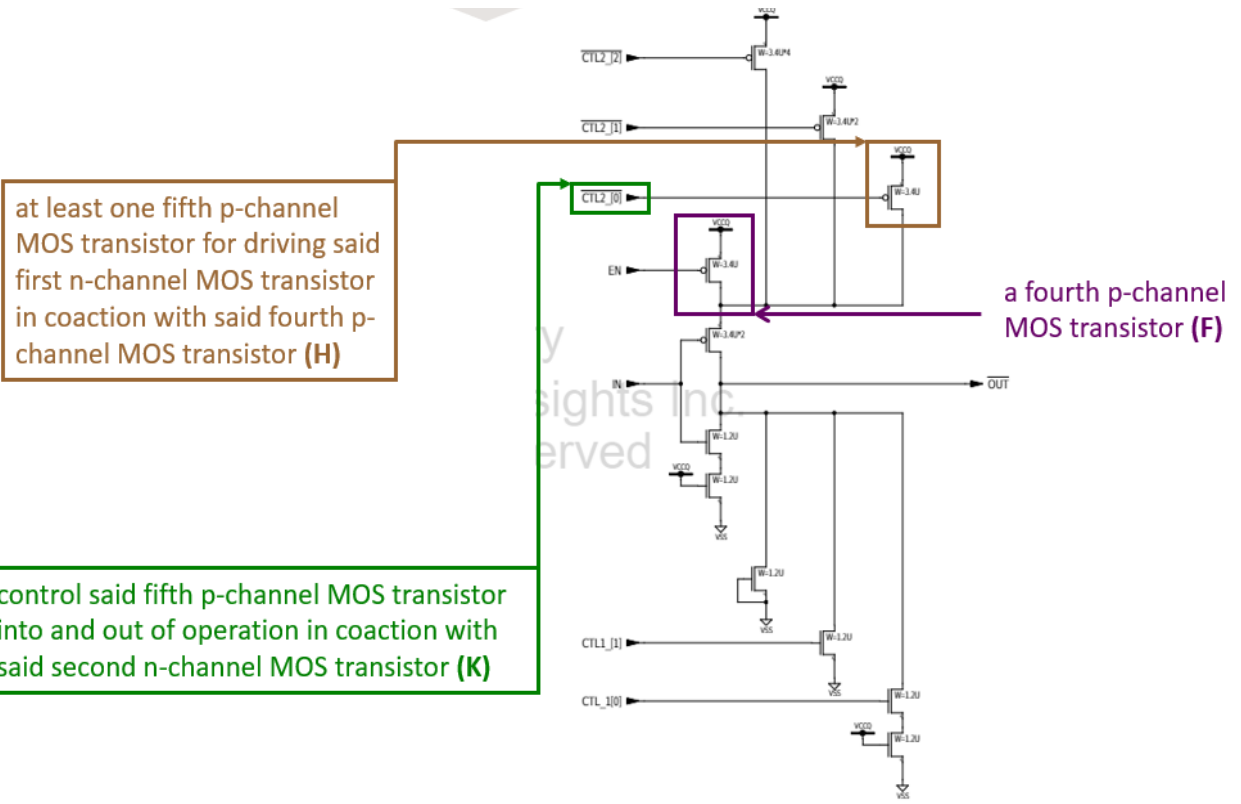 VCCQ
CTL2_[2]
W=3.4U*4
VCCQ
CTL2_[1]
W=3.4U*2
VCCQ
CTL2_[0]
W=3.4U
at least one fifth p-channel
MOS transistor for driving said
first n-channel MOS transistor
in coaction with said fourth p-
channel MOS transistor (H)
VCCQ
EN
W=3.4U
a fourth p-channel
MOS transistor (F)
W=3.4U*2
y
IN
OUT
sights Inc.
erved
W=1.2U
VCCQ
W=1.2U
VSS
control said fifth p-channel MOS transistor
into and out of operation in coaction with
said second n-channel MOS transistor (K)
W=1.2U
VSS
CTL1_[1]
W=1.2U
VSS
CTL_1[0]
W=1.2U
VCCQ
W=1.2U
VSS